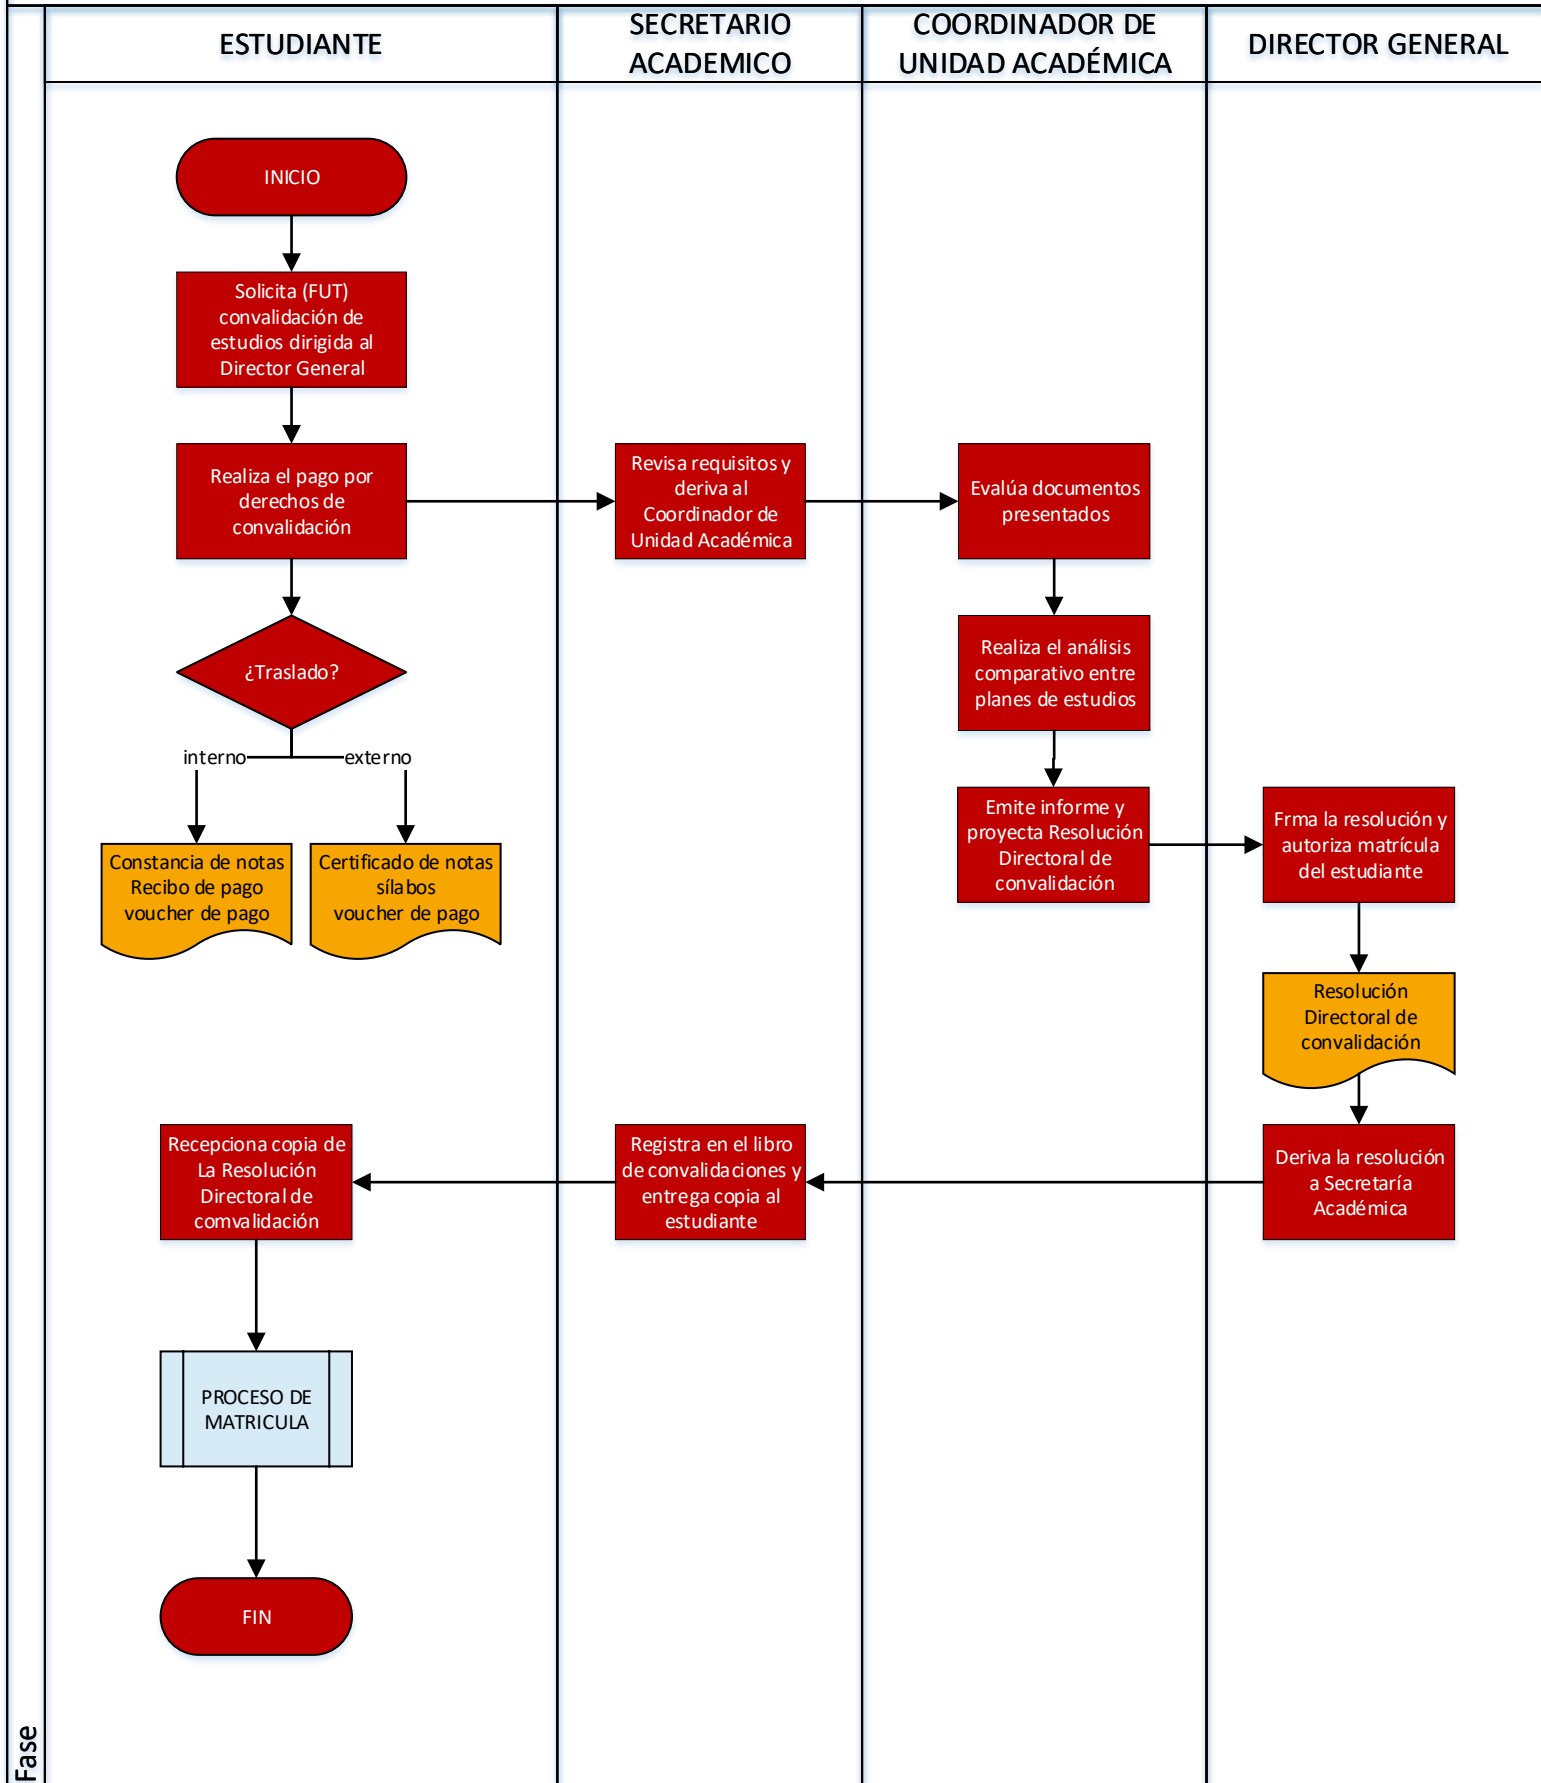 ESTUDIANTE
SECRETARIO
ACADEMICO
COORDINADOR DE
UNIDAD ACADÉMICA
DIRECTOR GENERAL
INICIO
Solicita (FUT)
convalidación de
estudios dirigida al
Director General
Realiza el pago por
derechos de
convalidación
Revisa requisitos y
deriva al
Coordinador de
Unidad Académica
Evalúa documentos
presentados
¿Traslado?
Realiza el análisis
comparativo entre
planes de estudios
interno
externo
Constancia de notas
Recibo de pago
voucher de pago
Certificado de notas
sílabos
voucher de pago
Emite informe y
proyecta Resolución
Directoral de
convalidación
Frma la resolución y
autoriza matrícula
del estudiante
Resolución
Directoral de
convalidación
Recepciona copia de
La Resolución
Directoral de
comvalidación
Registra en el libro
de convalidaciones y
entrega copia al
estudiante
Deriva la resolución
a Secretaría
Académica
PROCESO DE
MATRICULA
FIN
Fase